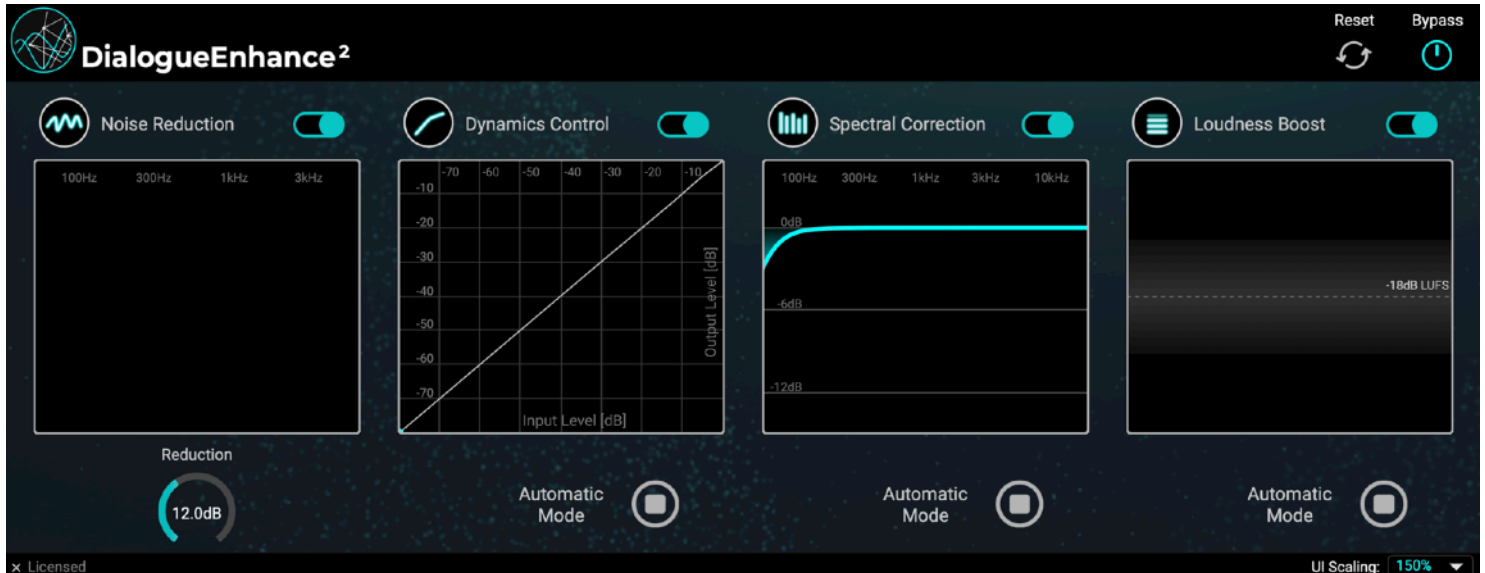 Reset Bypass
DialogueEnhance²
Noise Reduction
Dynamics Control
Spectral Correction
Loudness Boost
100Hz 300Hz 1kHz 3kHz
-70 -60 -50 -40 -30 -20 -10
-10
-20
-30
-40
-50
-60
-70
Output Level [dB]
Input Level [dB]
100Hz 300Hz 1kHz 3kHz 10kHz
0dB
-6dB
-12dB
-18dB LUFS
Reduction
12.0dB
Automatic
Mode
Automatic
Mode
Automatic
Mode
x Licensed
UI Scaling: 150%